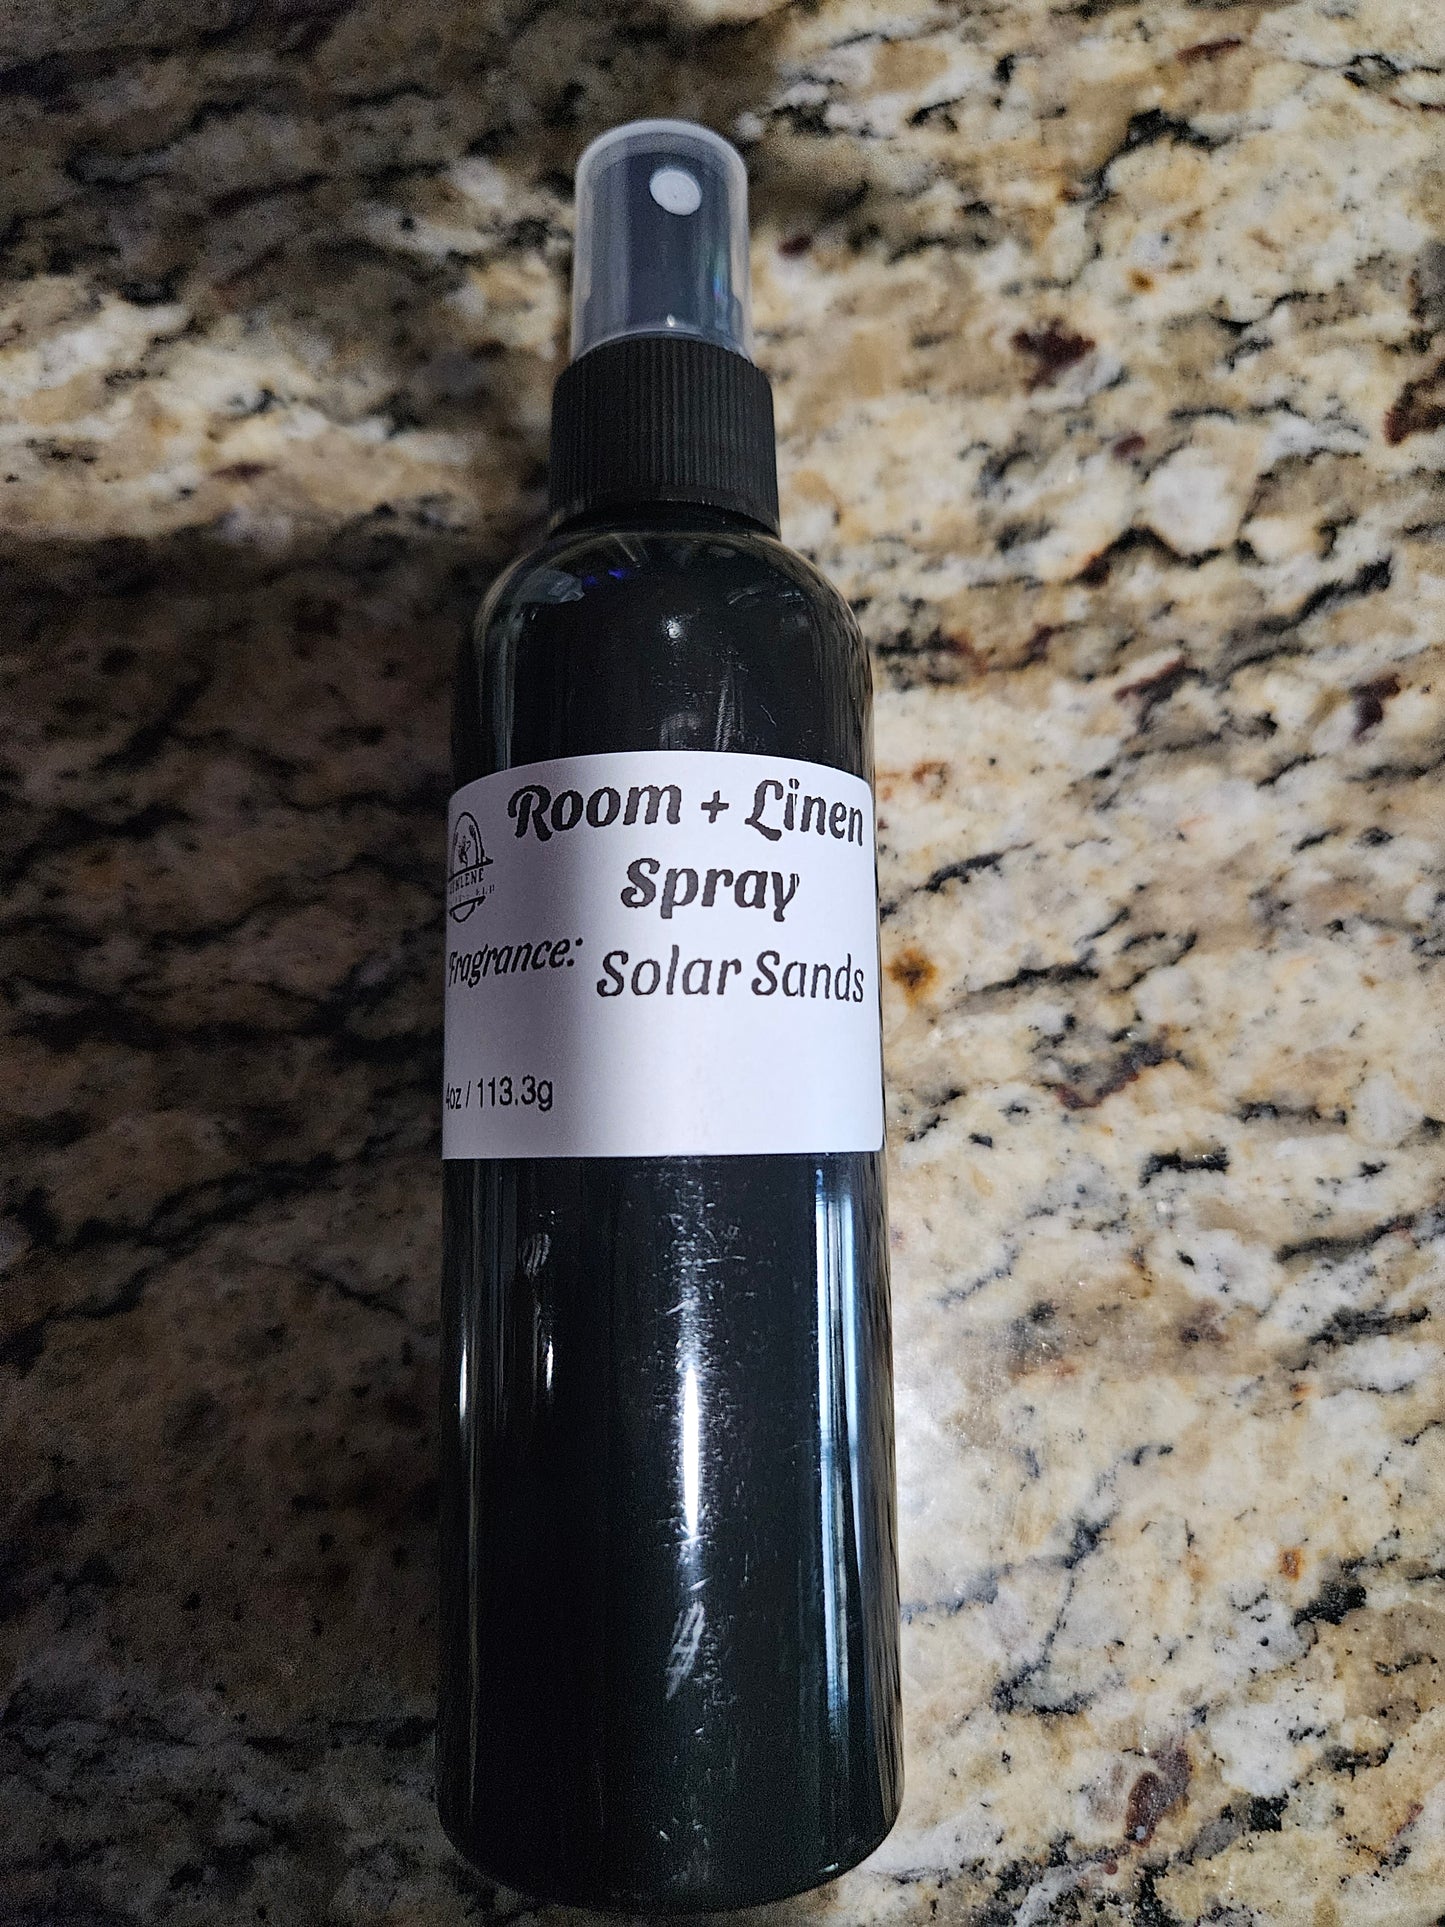 Room + Linen
Spray
Fragrance: Solar Sands
4oz / 113.3g